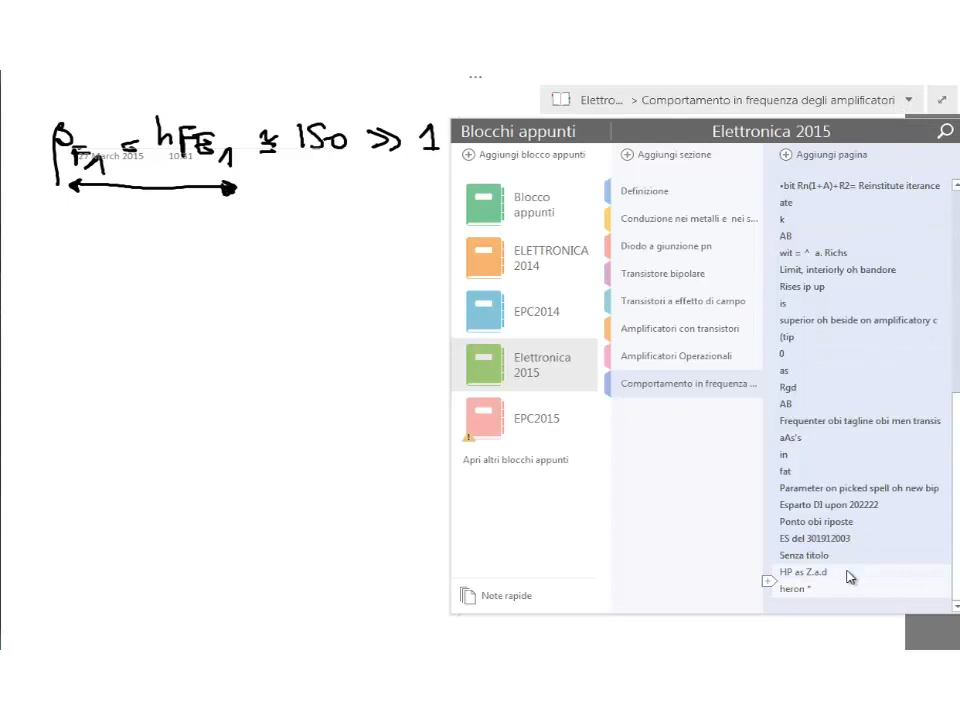 ...
Elettro... > Comportamento in frequenza degli amplificatori
βF1 = hFE1 ≅ 150 >> 1
27 March 2015 10:31
Blocchi appunti
Elettronica 2015
Aggiungi blocco appunti
Aggiungi sezione
Aggiungi pagina
Blocco appunti
ELETTRONICA 2014
EPC2014
Elettronica 2015
EPC2015
Apri altri blocchi appunti
Note rapide
Definizione
Conduzione nei metalli e nei s...
Diodo a giunzione pn
Transistore bipolare
Transistori a effetto di campo
Amplificatori con transistori
Amplificatori Operazionali
Comportamento in frequenza ...
•bit Rn(1+A)+R2= Reinstitute iterance
ate
k
AB
wit = ^ a. Richs
Limit, interiorly oh bandore
Rises ip up
is
superior oh beside on amplificatory c
(tip
0
as
Rgd
AB
Frequenter obi tagline obi men transis
aAs's
in
fat
Parameter on picked spell oh new bip
Esparto DI upon 202222
Ponto obi riposte
ES del 301912003
Senza titolo
HP as Z.a.d
heron *